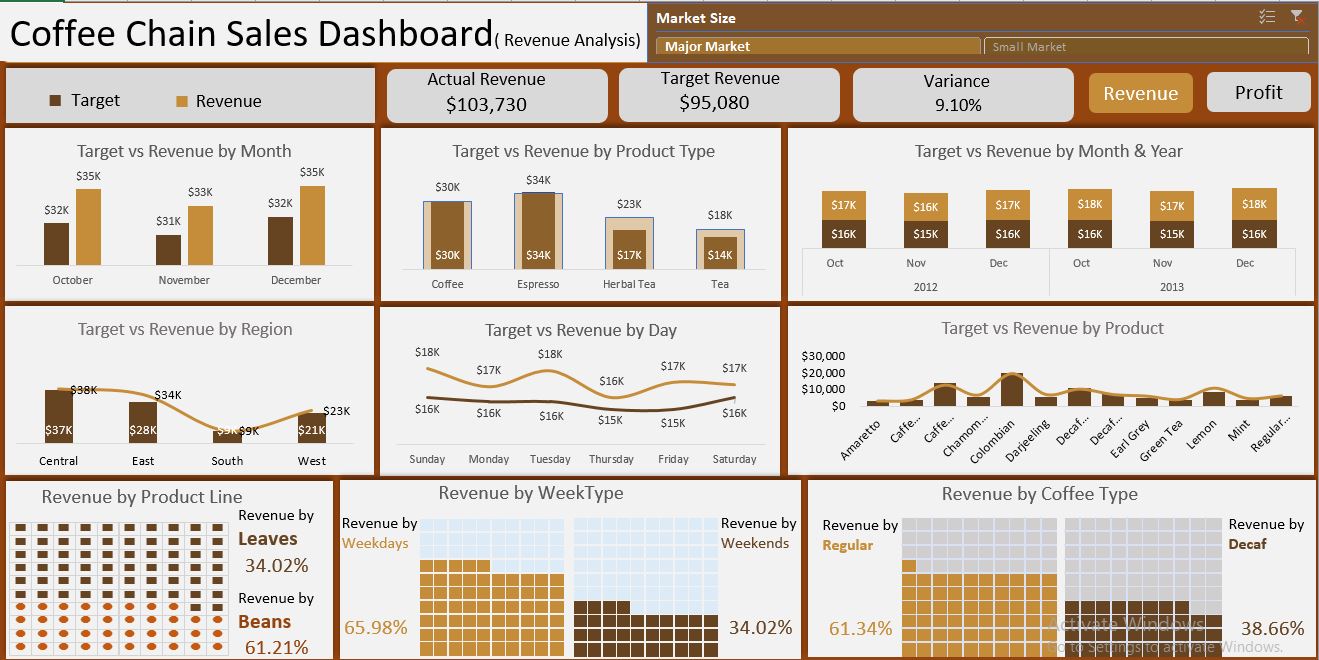 Coffee Chain Sales Dashboard( Revenue Analysis)
Market Size
Major Market
Small Market
Target
Revenue
Actual Revenue
$103,730
Target Revenue
$95,080
Variance
9.10%
Revenue
Profit
Target vs Revenue by Month
$32K
$35K
$31K
$33K
$32K
$35K
October
November
December
Target vs Revenue by Product Type
$30K
$34K
$23K
$18K
$30K
$34K
$17K
$14K
Coffee
Espresso
Herbal Tea
Tea
Target vs Revenue by Month & Year
$17K
$16K
$17K
$18K
$17K
$18K
$16K
$15K
$16K
$16K
$15K
$16K
Oct
Nov
Dec
Oct
Nov
Dec
2012
2013
Target vs Revenue by Region
$38K
$34K
$9K
$23K
$37K
$28K
$9K
$21K
Central
East
South
West
Target vs Revenue by Day
$18K
$17K
$18K
$16K
$17K
$17K
$16K
$16K
$16K
$15K
$15K
$16K
Sunday
Monday
Tuesday
Thursday
Friday
Saturday
Target vs Revenue by Product
$30,000
$20,000
$10,000
$0
Amaretto
Caffe...
Caffe...
Chamom...
Colombian
Darjeeling
Decaf...
Decaf...
Earl Grey
Green Tea
Lemon
Mint
Regular...
Revenue by Product Line
Revenue by
Leaves
34.02%
Revenue by
Beans
61.21%
Revenue by WeekType
Revenue by
Weekdays
65.98%
Revenue by
Weekends
34.02%
Revenue by Coffee Type
Revenue by
Regular
61.34%
Revenue by
Decaf
38.66%
Activate Windows
Go to Settings to activate Windows.